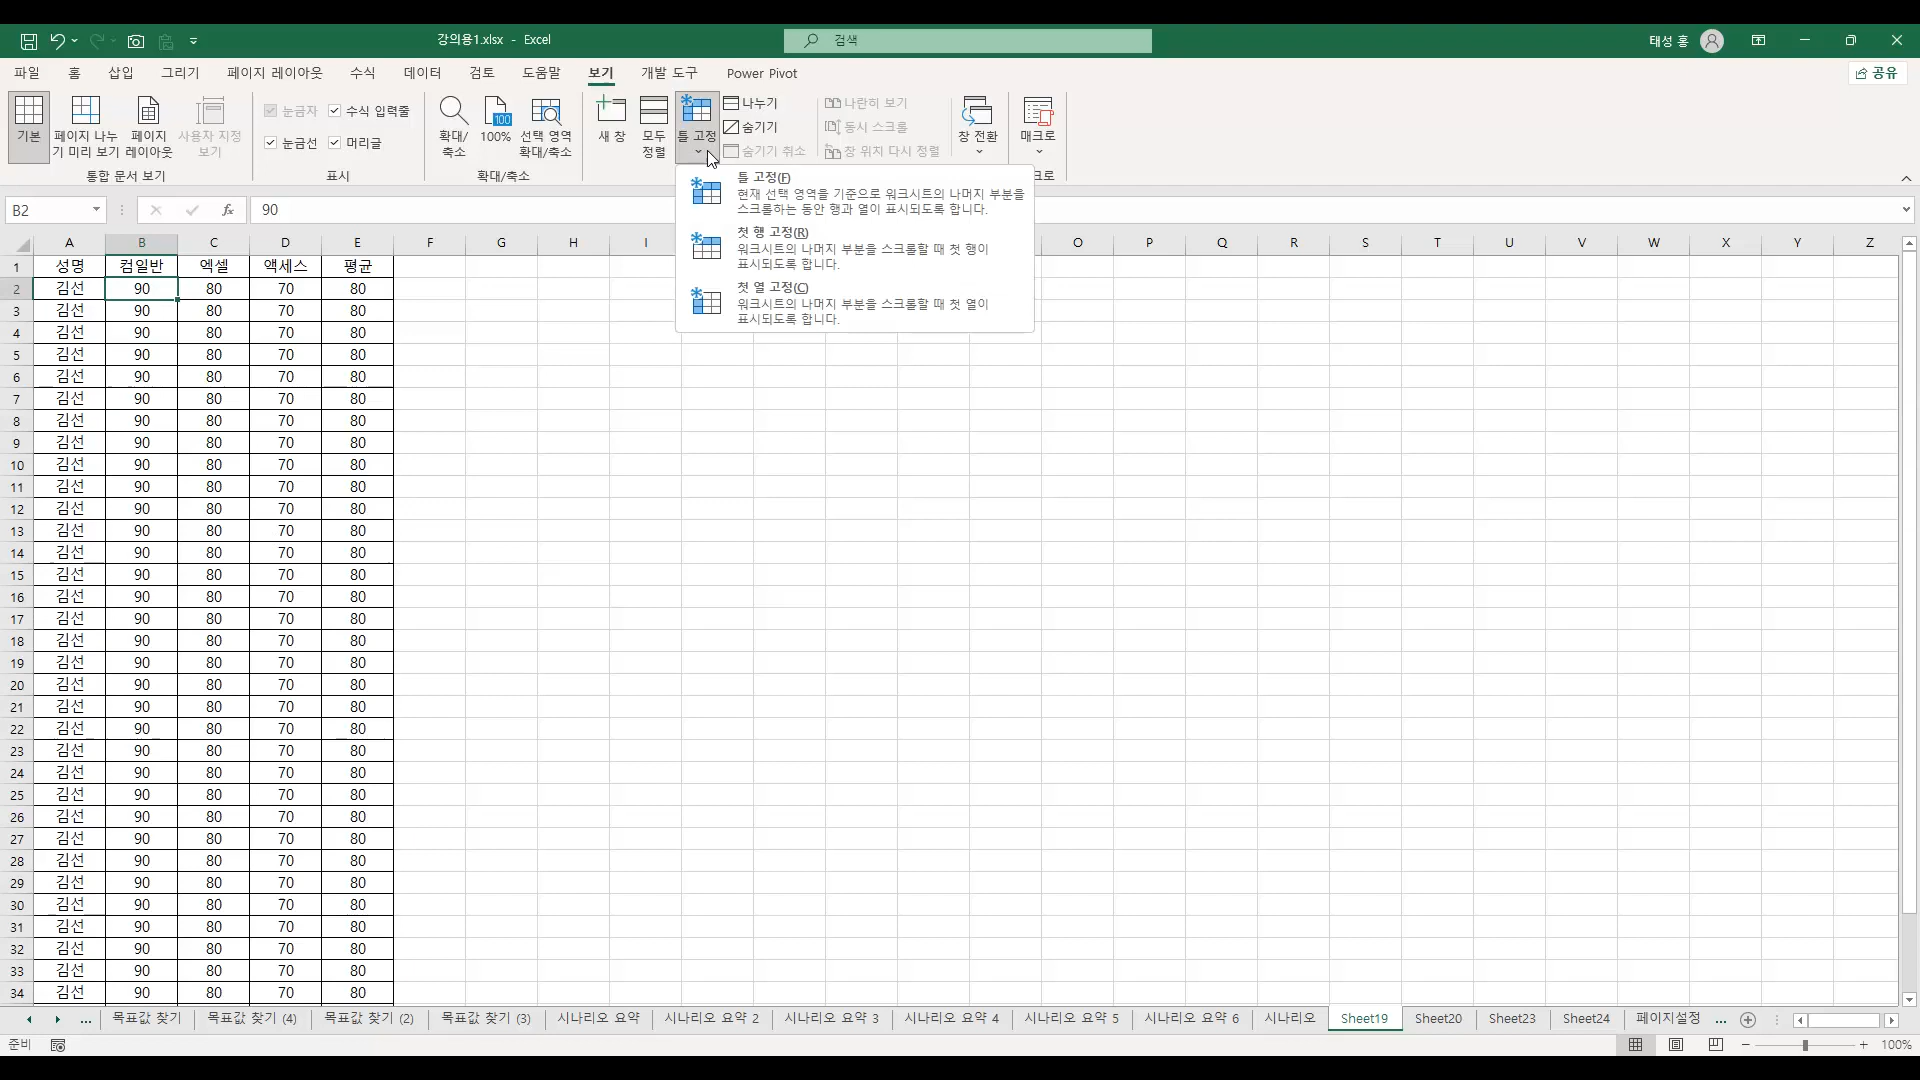 강의용1.xlsx - Excel
검색
태성 홍
파일 홈 삽입 그리기 페이지 레이아웃 수식 데이터 검토 도움말 보기 개발 도구 Power Pivot
공유
기본
페이지 나누기 미리 보기
페이지 레이아웃
사용자 지정 보기
통합 문서 보기
눈금자 수식 입력줄
눈금선 머리글
표시
확대/축소
100
100%
선택 영역 확대/축소
확대/축소
새 창
모두 정렬
틀 고정
나누기
숨기기
숨기기 취소
나란히 보기
동시 스크롤
창 위치 다시 정렬
창 전환
매크로
크로
틀 고정(F)
현재 선택 영역을 기준으로 워크시트의 나머지 부분을
스크롤하는 동안 행과 열이 표시되도록 합니다.
첫 행 고정(R)
워크시트의 나머지 부분을 스크롤할 때 첫 행이
표시되도록 합니다.
첫 열 고정(C)
워크시트의 나머지 부분을 스크롤할 때 첫 열이
표시되도록 합니다.
B2 fx 90
A B C D E F G H I O P Q R S T U V W X Y Z
1 성명 컴일반 엑셀 액세스 평균
2 김선 90 80 70 80
3 김선 90 80 70 80
4 김선 90 80 70 80
5 김선 90 80 70 80
6 김선 90 80 70 80
7 김선 90 80 70 80
8 김선 90 80 70 80
9 김선 90 80 70 80
10 김선 90 80 70 80
11 김선 90 80 70 80
12 김선 90 80 70 80
13 김선 90 80 70 80
14 김선 90 80 70 80
15 김선 90 80 70 80
16 김선 90 80 70 80
17 김선 90 80 70 80
18 김선 90 80 70 80
19 김선 90 80 70 80
20 김선 90 80 70 80
21 김선 90 80 70 80
22 김선 90 80 70 80
23 김선 90 80 70 80
24 김선 90 80 70 80
25 김선 90 80 70 80
26 김선 90 80 70 80
27 김선 90 80 70 80
28 김선 90 80 70 80
29 김선 90 80 70 80
30 김선 90 80 70 80
31 김선 90 80 70 80
32 김선 90 80 70 80
33 김선 90 80 70 80
34 김선 90 80 70 80
... 목표값 찾기 목표값 찾기 (4) 목표값 찾기 (2) 목표값 찾기 (3) 시나리오 요약 시나리오 요약 2 시나리오 요약 3 시나리오 요약 4 시나리오 요약 5 시나리오 요약 6 시나리오 Sheet19 Sheet20 Sheet23 Sheet24 페이지설정 ...
준비
100%